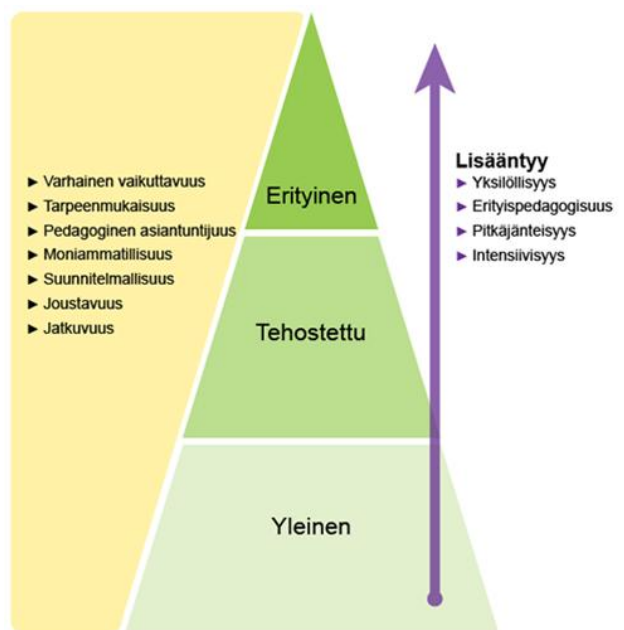 ► Varhainen vaikuttavuus
► Tarpeenmukaisuus
► Pedagoginen asiantuntijuus
► Moniammatillisuus
► Suunnitelmallisuus
► Joustavuus
► Jatkuvuus
Erityinen
Tehostettu
Yleinen
Lisääntyy
► Yksilöllisyys
► Erityispedagogisuus
► Pitkäjänteisyys
► Intensiivisyys